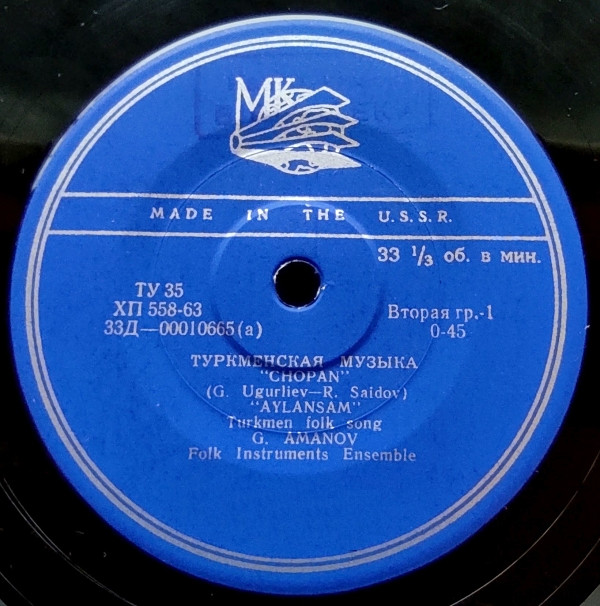 МК
MADE IN THE U.S.S.R.
33 1/3 об. в мин.
ТУ 35
ХП 558-63
33Д—00010665(а)
Вторая гр.-1
0-45
ТУРКМЕНСКАЯ МУЗЫКА
"CHOPAN"
(G. Ugurliev—R. Saidov)
"AYLANSAM"
Turkmen folk song
G. AMANOV
Folk Instruments Ensemble